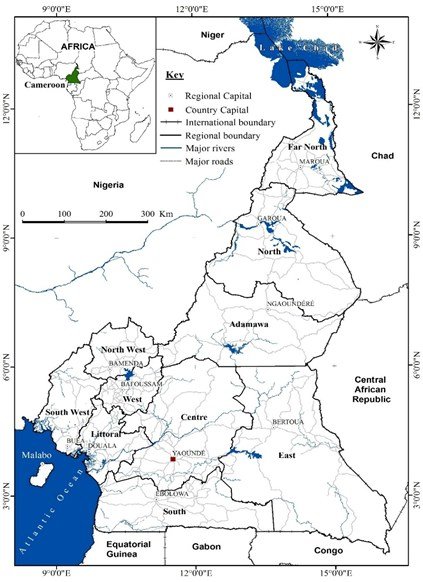 9°0'0"E
12°0'0"E
15°0'0"E
AFRICA
Cameroon
Niger
Lake Chad
Key
Regional Capital
Country Capital
International boundary
Regional boundary
Major rivers
Major roads
12°0'0"N
12°0'0"N
Far North
MAROUA
Chad
Nigeria
0 50 100 200 300 Km
GAROUA
North
9°0'0"N
9°0'0"N
NGAOUNDÉRÉ
Adamawa
North West
BAMENDA
6°0'0"N
6°0'0"N
BAFOUSSAM
West
Central
African
Republic
South West
Centre
Littoral
BERTOUA
BUEA
DOUALA
YAOUNDÉ
East
Malabo
Atlantic Ocean
EBOLOWA
3°0'0"N
3°0'0"N
South
Equatorial
Guinea
Gabon
Congo
9°0'0"E
12°0'0"E
15°0'0"E